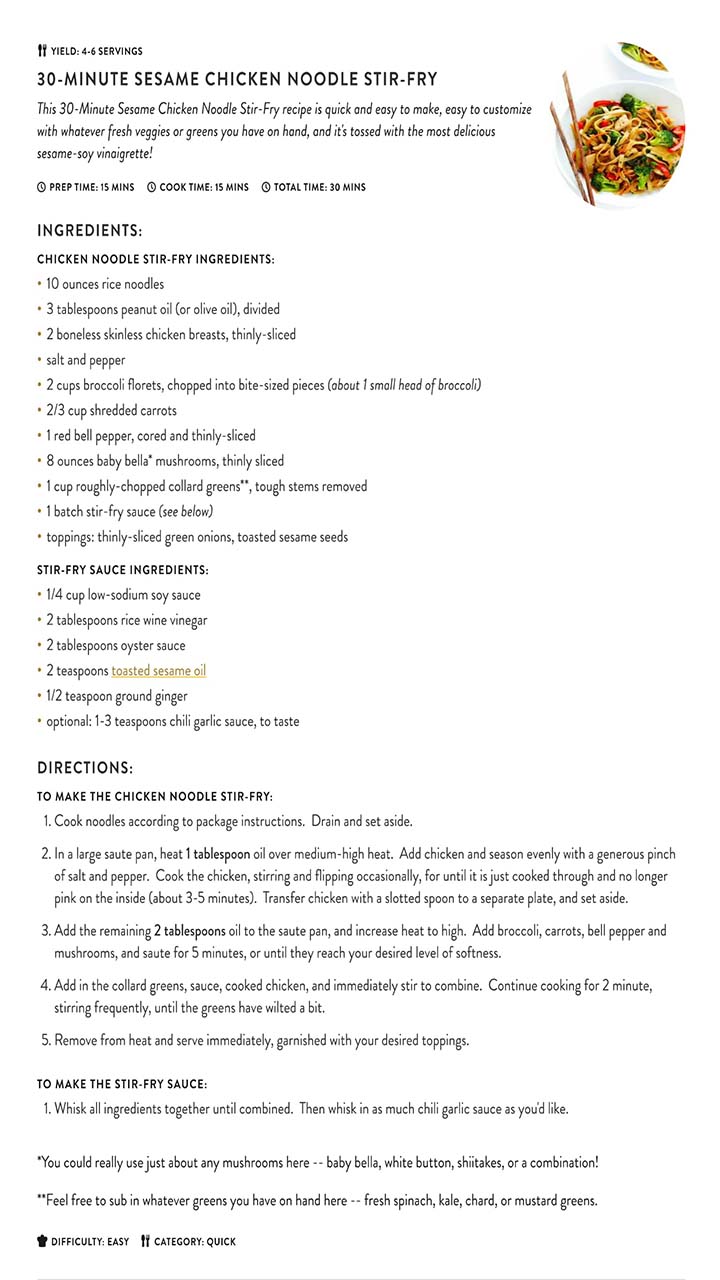 YIELD: 4-6 SERVINGS
30-MINUTE SESAME CHICKEN NOODLE STIR-FRY
This 30-Minute Sesame Chicken Noodle Stir-Fry recipe is quick and easy to make, easy to customize
with whatever fresh veggies or greens you have on hand, and it's tossed with the most delicious
sesame-soy vinaigrette!
PREP TIME: 15 MINS COOK TIME: 15 MINS TOTAL TIME: 30 MINS
INGREDIENTS:
CHICKEN NOODLE STIR-FRY INGREDIENTS:
• 10 ounces rice noodles
• 3 tablespoons peanut oil (or olive oil), divided
• 2 boneless skinless chicken breasts, thinly-sliced
• salt and pepper
• 2 cups broccoli florets, chopped into bite-sized pieces (about 1 small head of broccoli)
• 2/3 cup shredded carrots
• 1 red bell pepper, cored and thinly-sliced
• 8 ounces baby bella* mushrooms, thinly sliced
• 1 cup roughly-chopped collard greens**, tough stems removed
• 1 batch stir-fry sauce (see below)
• toppings: thinly-sliced green onions, toasted sesame seeds
STIR-FRY SAUCE INGREDIENTS:
• 1/4 cup low-sodium soy sauce
• 2 tablespoons rice wine vinegar
• 2 tablespoons oyster sauce
• 2 teaspoons toasted sesame oil
• 1/2 teaspoon ground ginger
• optional: 1-3 teaspoons chili garlic sauce, to taste
DIRECTIONS:
TO MAKE THE CHICKEN NOODLE STIR-FRY:
1. Cook noodles according to package instructions. Drain and set aside.
2. In a large saute pan, heat 1 tablespoon oil over medium-high heat. Add chicken and season evenly with a generous pinch
of salt and pepper. Cook the chicken, stirring and flipping occasionally, for until it is just cooked through and no longer
pink on the inside (about 3-5 minutes). Transfer chicken with a slotted spoon to a separate plate, and set aside.
3. Add the remaining 2 tablespoons oil to the saute pan, and increase heat to high. Add broccoli, carrots, bell pepper and
mushrooms, and saute for 5 minutes, or until they reach your desired level of softness.
4. Add in the collard greens, sauce, cooked chicken, and immediately stir to combine. Continue cooking for 2 minute,
stirring frequently, until the greens have wilted a bit.
5. Remove from heat and serve immediately, garnished with your desired toppings.
TO MAKE THE STIR-FRY SAUCE:
1. Whisk all ingredients together until combined. Then whisk in as much chili garlic sauce as you'd like.
*You could really use just about any mushrooms here -- baby bella, white button, shiitakes, or a combination!
**Feel free to sub in whatever greens you have on hand here -- fresh spinach, kale, chard, or mustard greens.
DIFFICULTY: EASY CATEGORY: QUICK